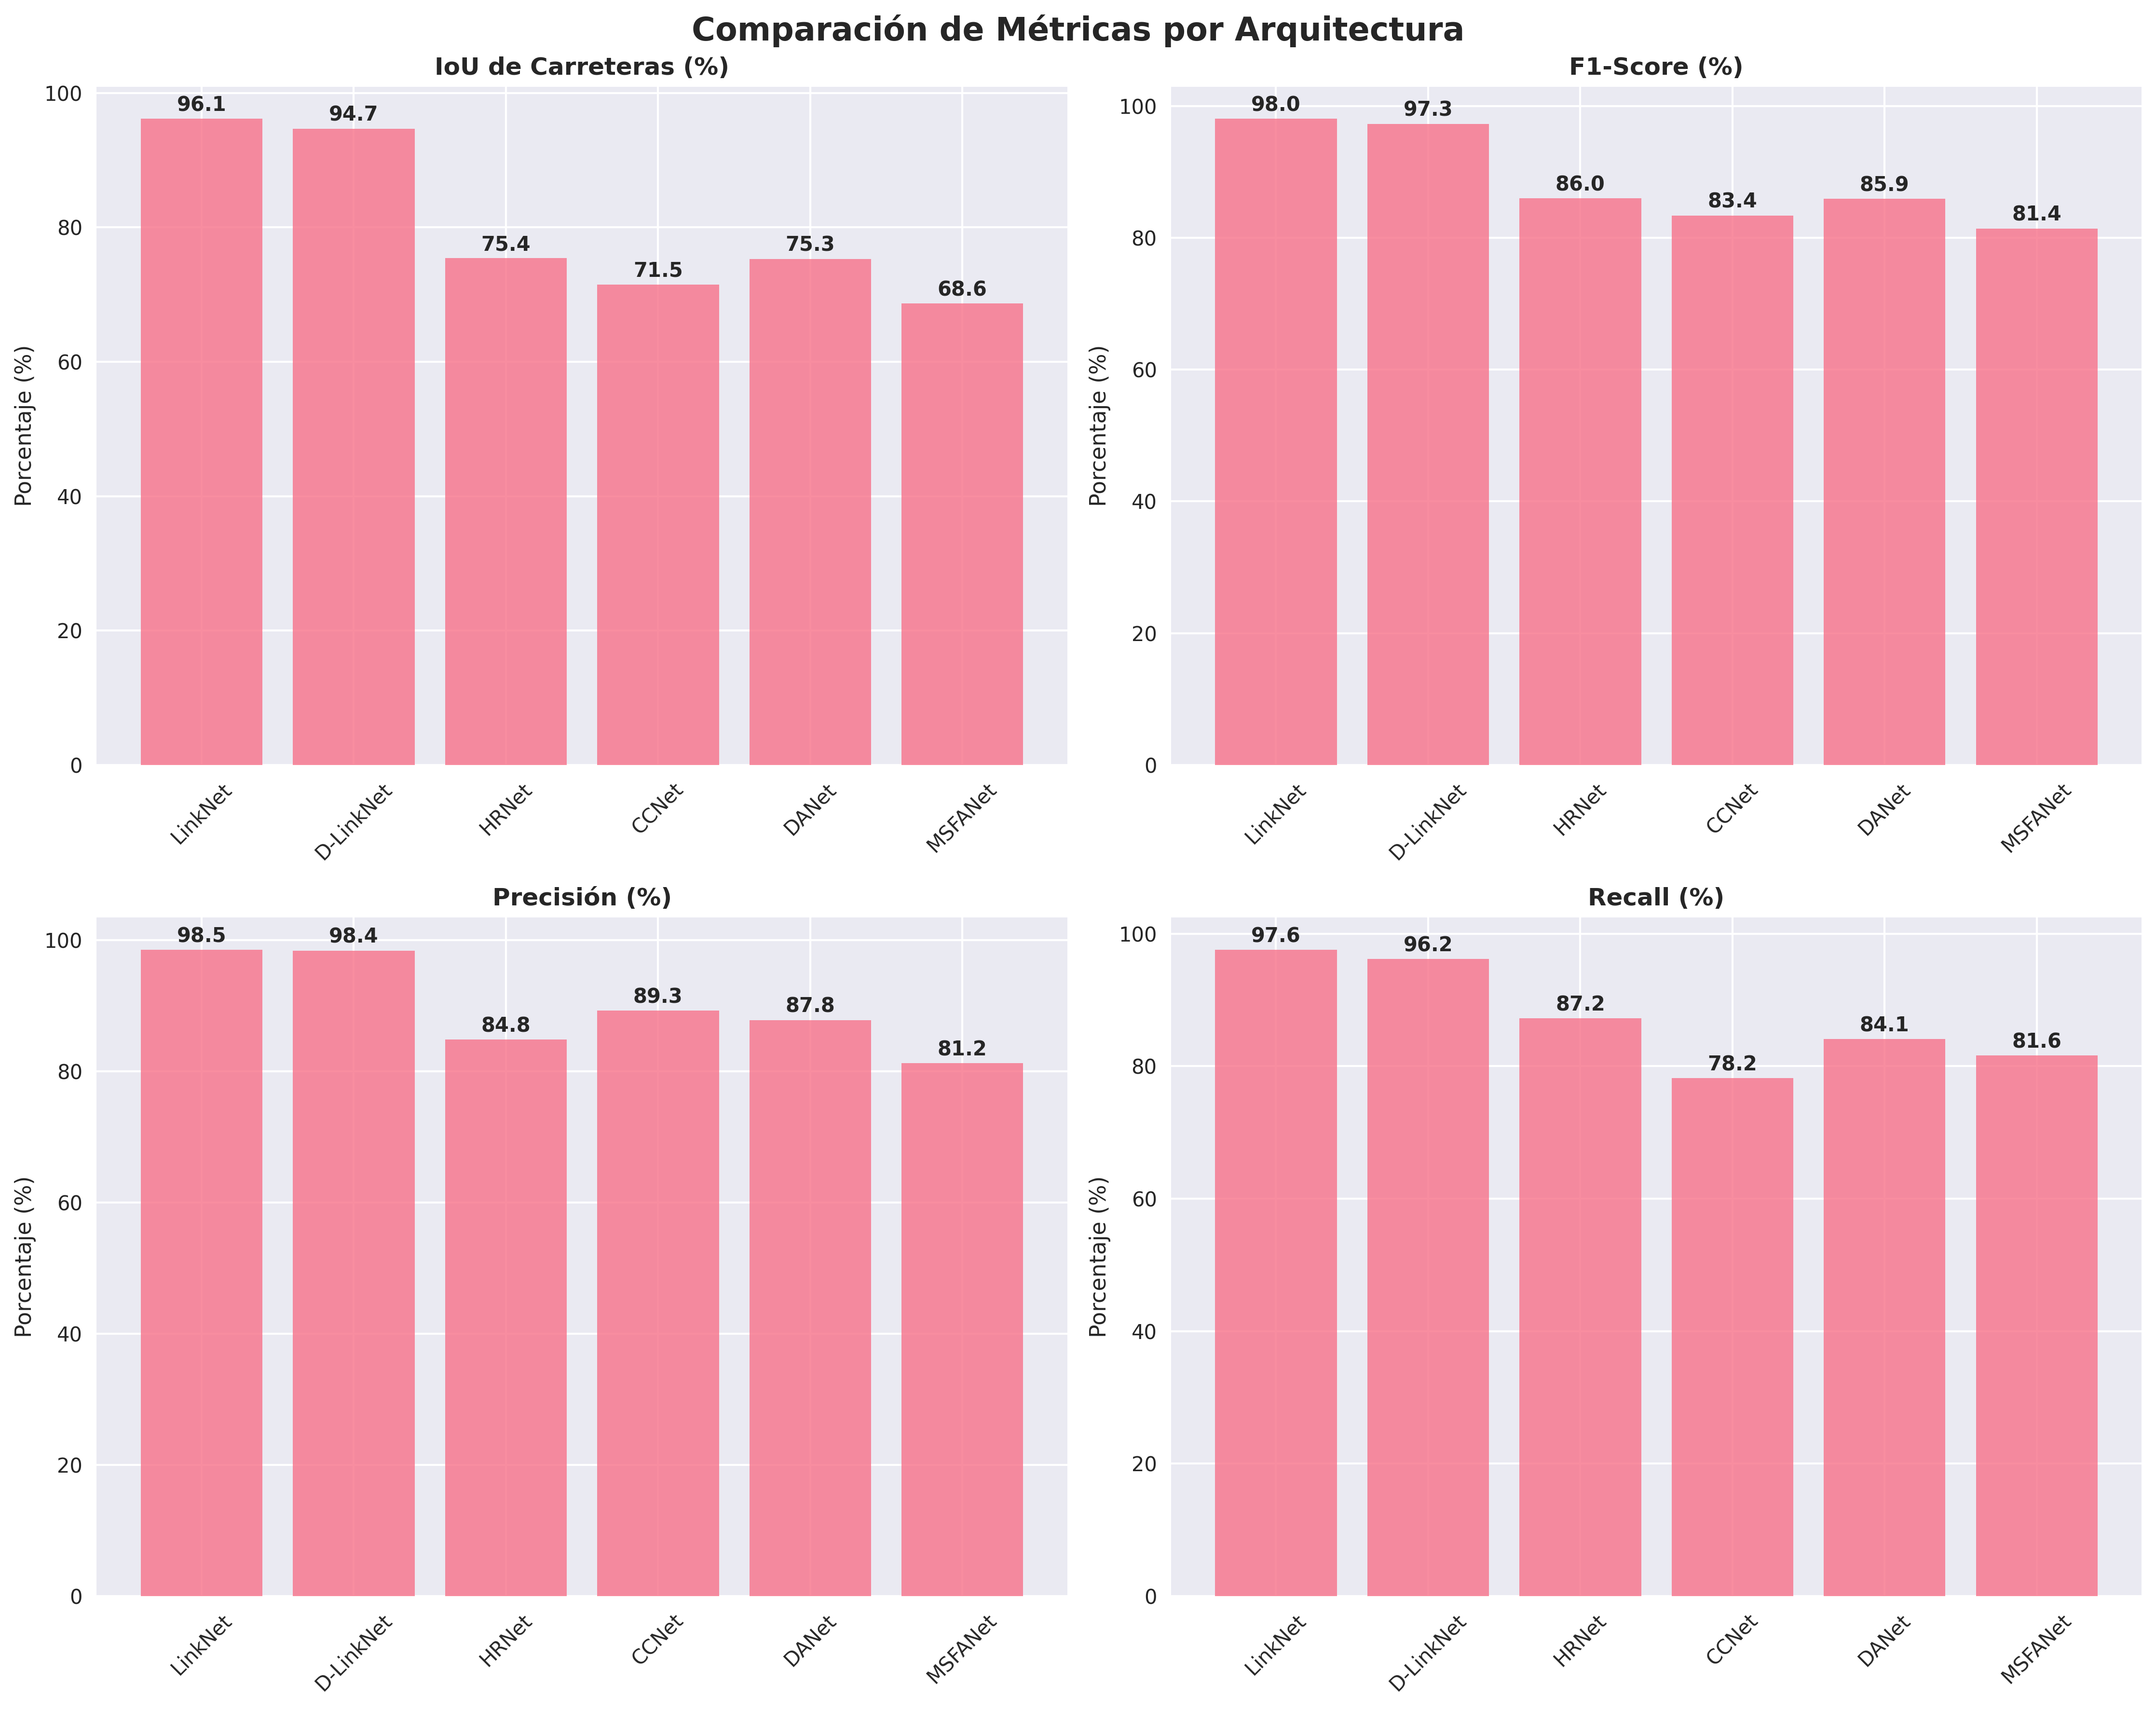 Comparación de Métricas por Arquitectura
IoU de Carreteras (%)
Porcentaje (%)
100
80
60
40
20
0
96.1
94.7
75.4
71.5
75.3
68.6
LinkNet
D-LinkNet
HRNet
CCNet
DANet
MSFANet
F1-Score (%)
Porcentaje (%)
100
80
60
40
20
0
98.0
97.3
86.0
83.4
85.9
81.4
LinkNet
D-LinkNet
HRNet
CCNet
DANet
MSFANet
Precisión (%)
Porcentaje (%)
100
80
60
40
20
0
98.5
98.4
84.8
89.3
87.8
81.2
LinkNet
D-LinkNet
HRNet
CCNet
DANet
MSFANet
Recall (%)
Porcentaje (%)
100
80
60
40
20
0
97.6
96.2
87.2
78.2
84.1
81.6
LinkNet
D-LinkNet
HRNet
CCNet
DANet
MSFANet